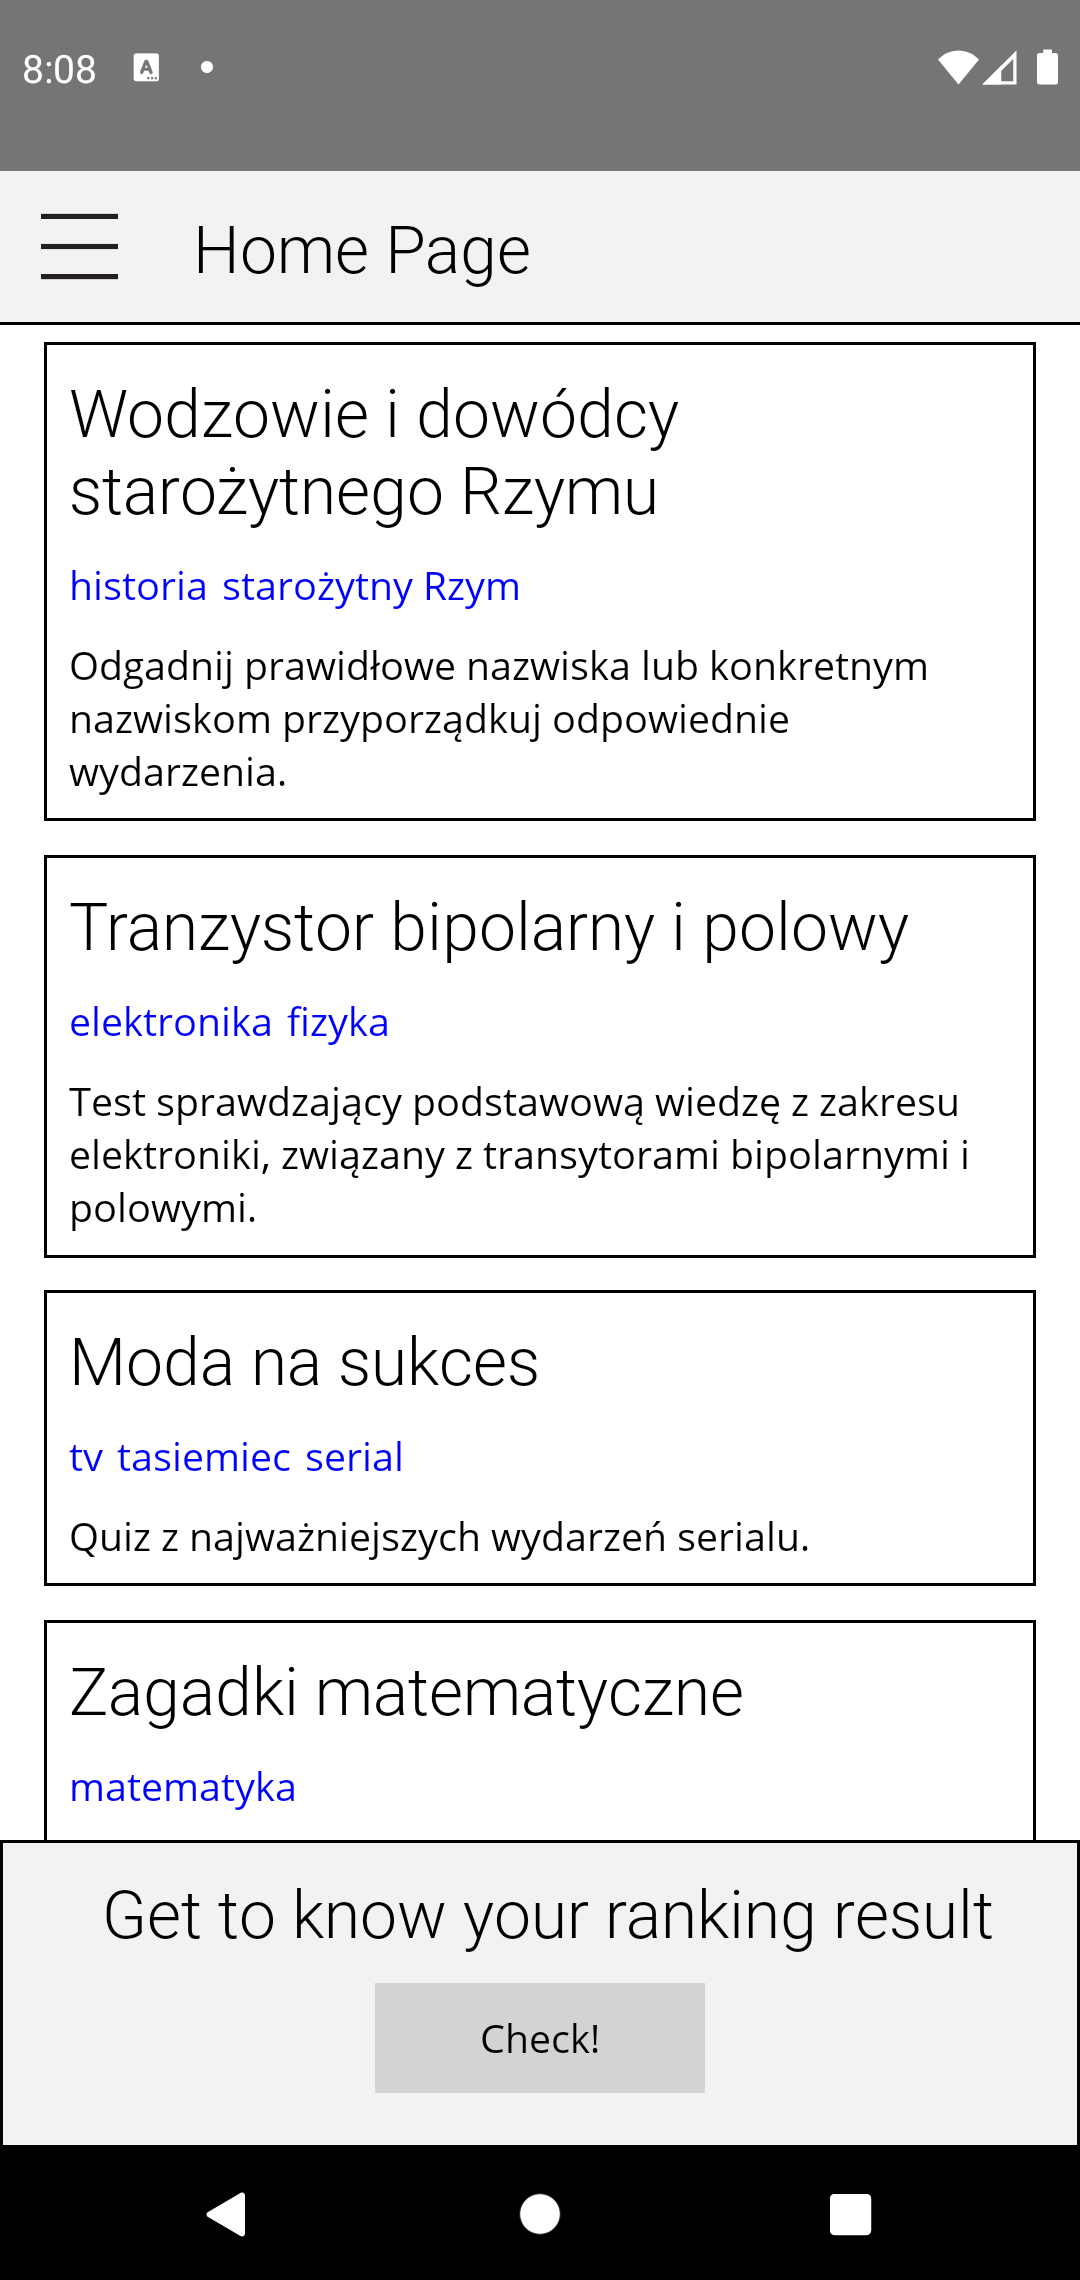 8:08
Home Page
Wodzowie i dowódcy
starożytnego Rzymu
historia starożytny Rzym
Odgadnij prawidłowe nazwiska lub konkretnym
nazwiskom przyporządkuj odpowiednie
wydarzenia.
Tranzystor bipolarny i polowy
elektronika fizyka
Test sprawdzający podstawową wiedzę z zakresu
elektroniki, związany z transytorami bipolarnymi i
polowymi.
Moda na sukces
tv tasiemiec serial
Quiz z najważniejszych wydarzeń serialu.
Zagadki matematyczne
matematyka
Get to know your ranking result
Check!